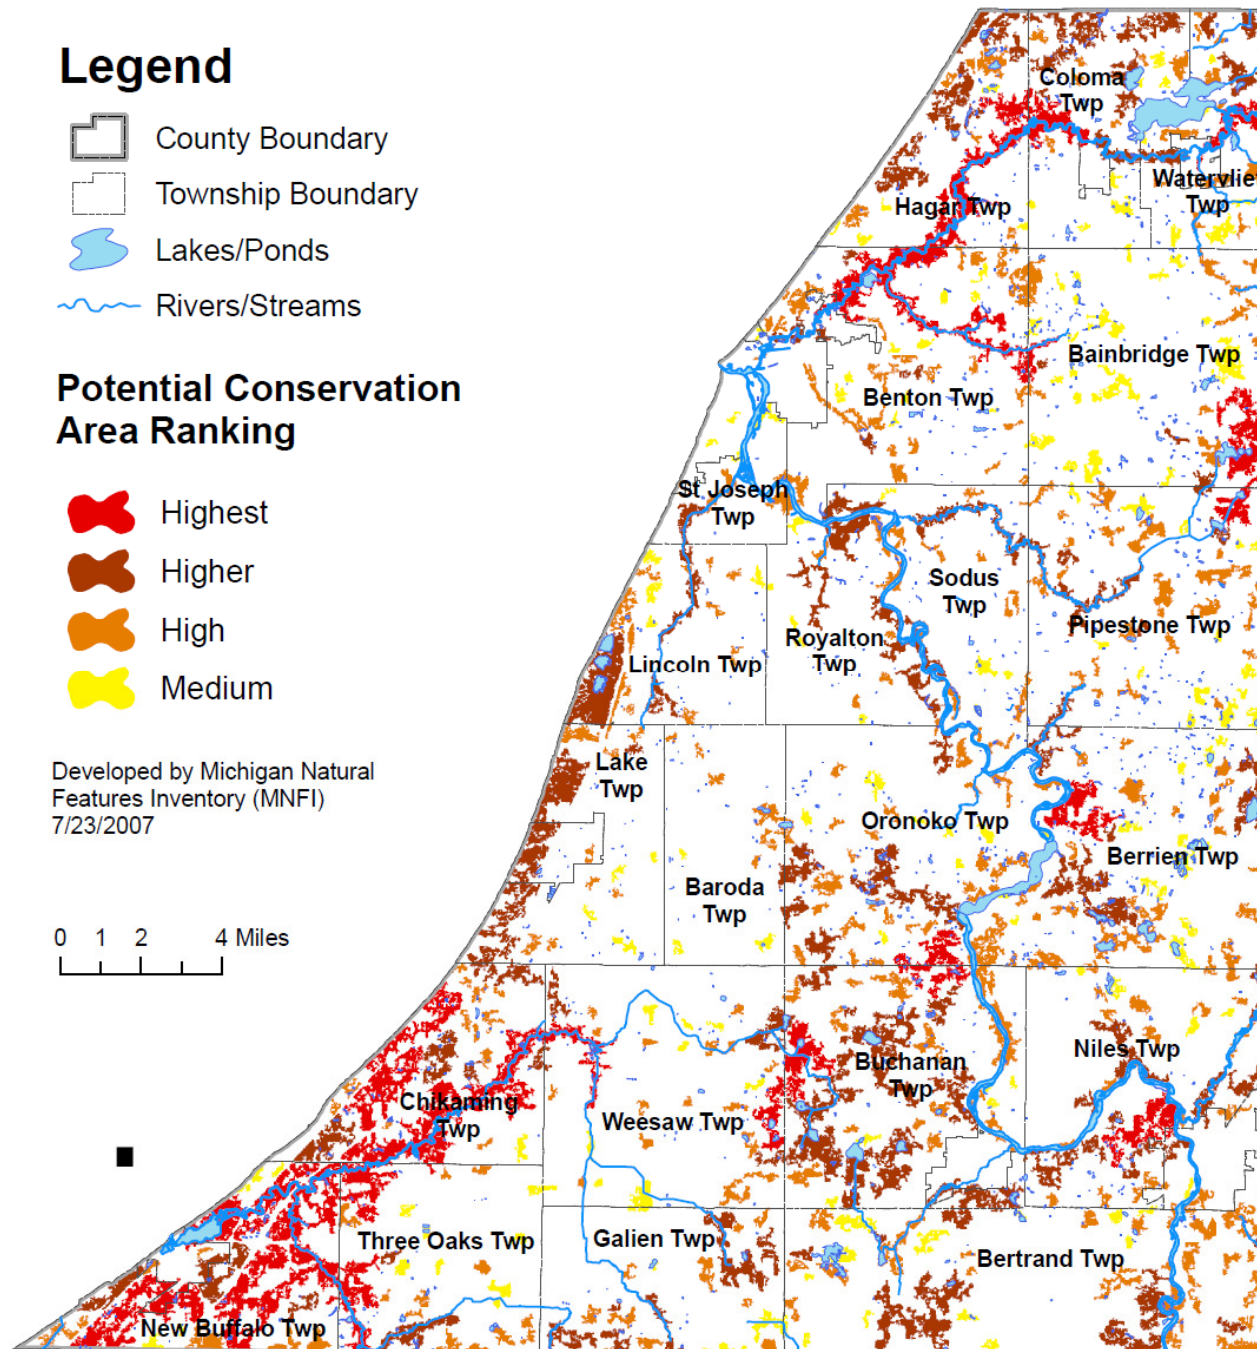 Legend
County Boundary
Township Boundary
Lakes/Ponds
Rivers/Streams
Potential Conservation
Area Ranking
Highest
Higher
High
Medium
Developed by Michigan Natural
Features Inventory (MNFI)
7/23/2007
0 1 2 4 Miles
Coloma
Twp
Watervlie
Twp
Hagar Twp
Bainbridge Twp
Benton Twp
St Joseph
Twp
Sodus
Twp
Pipestone Twp
Royalton
Twp
Lincoln Twp
Lake
Twp
Oronoko Twp
Berrien Twp
Baroda
Twp
Niles Twp
Buchanan
Twp
Chikaming
Twp
Weesaw Twp
Three Oaks Twp
Galien Twp
Bertrand Twp
New Buffalo Twp